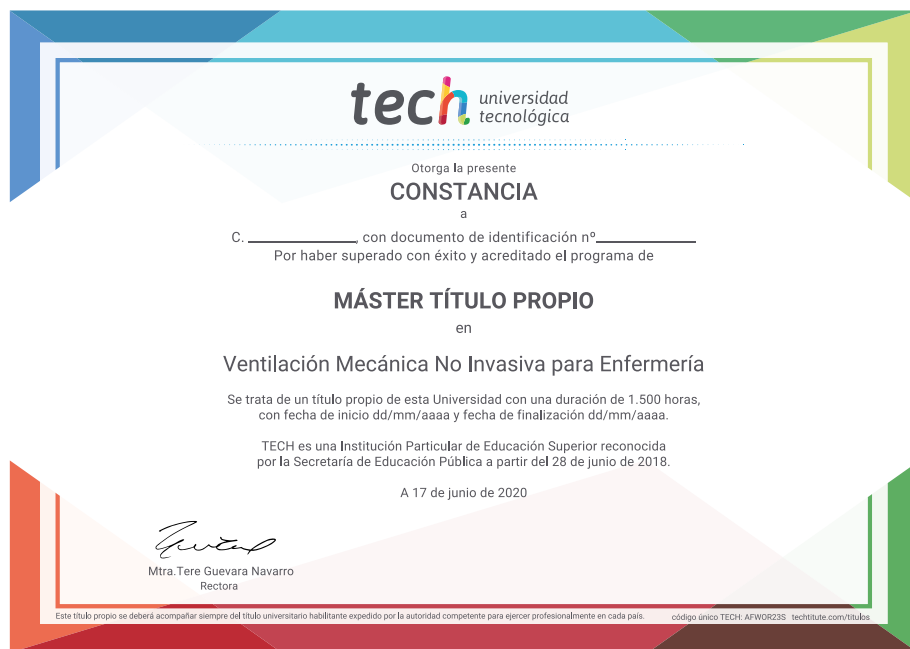 tech universidad
tecnológica
Otorga la presente
CONSTANCIA
a
C. ____________, con documento de identificación nº____________
Por haber superado con éxito y acreditado el programa de
MÁSTER TÍTULO PROPIO
en
Ventilación Mecánica No Invasiva para Enfermería
Se trata de un título propio de esta Universidad con una duración de 1.500 horas,
con fecha de inicio dd/mm/aaaa y fecha de finalización dd/mm/aaaa.
TECH es una Institución Particular de Educación Superior reconocida
por la Secretaría de Educación Pública a partir del 28 de junio de 2018.
A 17 de junio de 2020
Mtra.Tere Guevara Navarro
Rectora
Este título propio se deberá acompañar siempre del título universitario habilitante expedido por la autoridad competente para ejercer profesionalmente en cada país. código único TECH: AFWOR23S techtitute.com/titulos